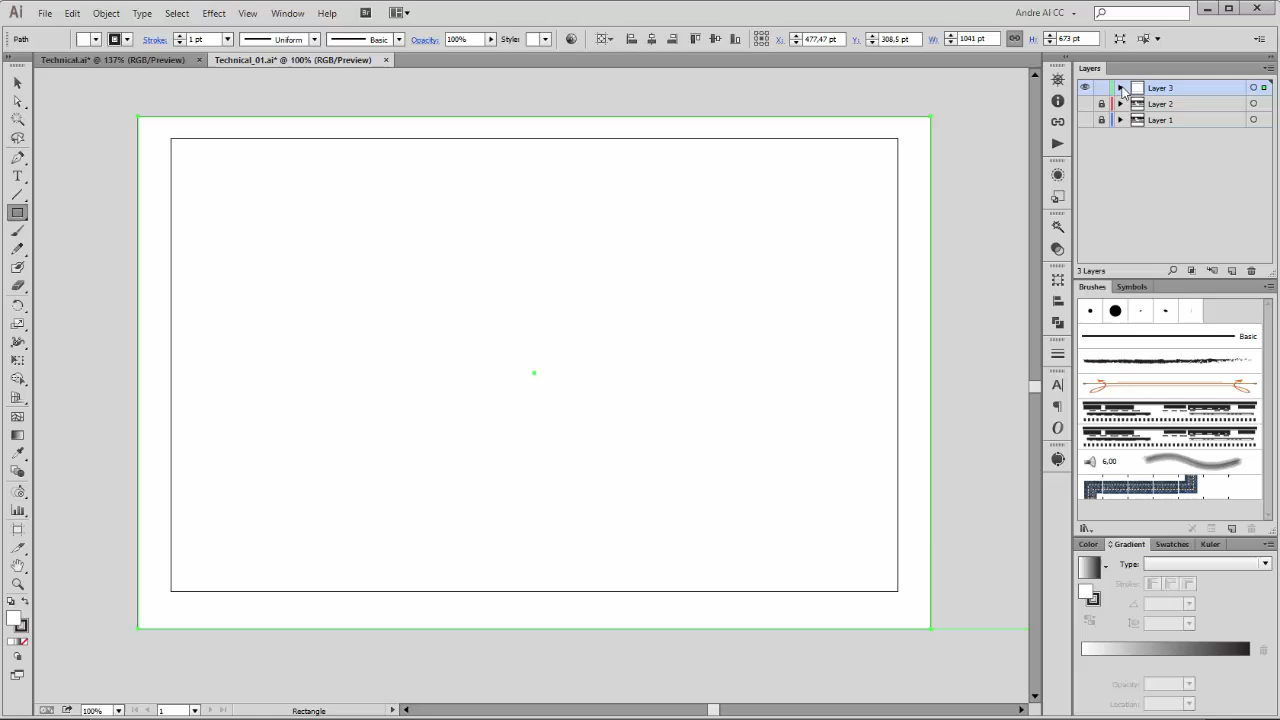 Ai File Edit Object Type Select Effect View Window Help Br Andre AI CC
Path Stroke: 1 pt Uniform Basic Opacity: 100% Style: X: 477,47 pt Y: 308,5 pt W: 1041 pt H: 673 pt
Technical.ai* @ 137% (RGB/Preview) × Technical_01.ai* @ 100% (RGB/Preview) ×
Layers
Layer 3
Layer 2
Layer 1
3 Layers
Brushes Symbols
Basic
6,00
Color Gradient Swatches Kuler
Type:
Stroke:
Opacity:
Location:
100% 1 Rectangle